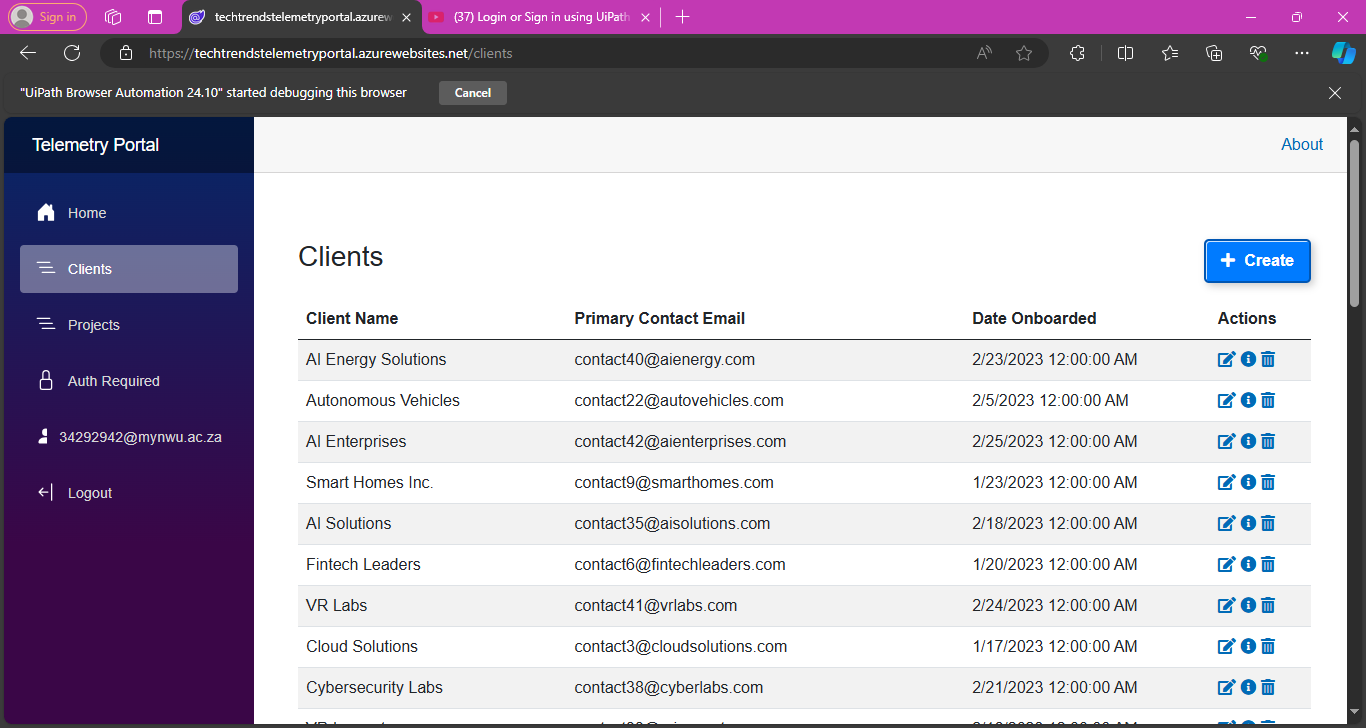 Sign in
techtrendstelemetryportal.azurew
(37) Login or Sign in using UiPath
https://techtrendstelemetryportal.azurewebsites.net/clients
"UiPath Browser Automation 24.10" started debugging this browser
Cancel
Telemetry Portal
About
Home
Clients
Projects
Auth Required
34292942@mynwu.ac.za
Logout
Clients
Create
Client Name Primary Contact Email Date Onboarded Actions
AI Energy Solutions contact40@aienergy.com 2/23/2023 12:00:00 AM
Autonomous Vehicles contact22@autovehicles.com 2/5/2023 12:00:00 AM
AI Enterprises contact42@aienterprises.com 2/25/2023 12:00:00 AM
Smart Homes Inc. contact9@smarthomes.com 1/23/2023 12:00:00 AM
AI Solutions contact35@aisolutions.com 2/18/2023 12:00:00 AM
Fintech Leaders contact6@fintechleaders.com 1/20/2023 12:00:00 AM
VR Labs contact41@vrlabs.com 2/24/2023 12:00:00 AM
Cloud Solutions contact3@cloudsolutions.com 1/17/2023 12:00:00 AM
Cybersecurity Labs contact38@cyberlabs.com 2/21/2023 12:00:00 AM